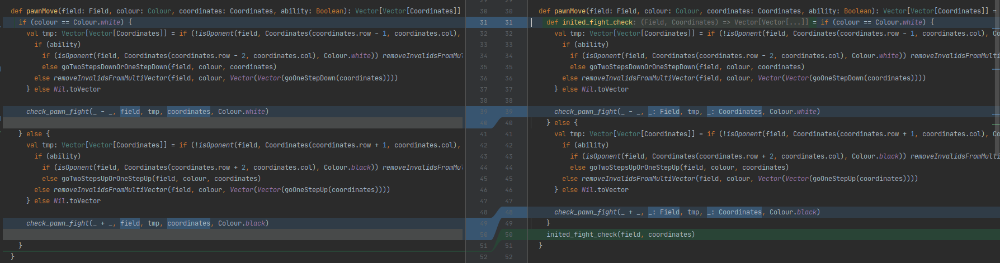 def pawnMove(field: Field, colour: Colour, coordinates: Coordinates, ability: Boolean): Vector[Vector[Coordinates]]
if (colour == Colour.white) {
val tmp: Vector[Vector[Coordinates]] = if (!isOponent(field, Coordinates(coordinates.row - 1, coordinates.col),
if (ability)
if (isOponent(field, Coordinates(coordinates.row - 2, coordinates.col), Colour.white)) removeInvalidsFromMul
else goTwoStepsDownOrOneStepDown(field, colour, coordinates)
else removeInvalidsFromMultiVector(field, colour, Vector(Vector(goOneStepDown(coordinates))))
} else Nil.toVector
check_pawn_fight(_ - _, field, tmp, coordinates, Colour.white)
} else {
val tmp: Vector[Vector[Coordinates]] = if (!isOponent(field, Coordinates(coordinates.row + 1, coordinates.col),
if (ability)
if (isOponent(field, Coordinates(coordinates.row + 2, coordinates.col), Colour.black)) removeInvalidsFromMul
else goTwoStepsUpOrOneStepUp(field, colour, coordinates)
else removeInvalidsFromMultiVector(field, colour, Vector(Vector(goOneStepUp(coordinates))))
} else Nil.toVector
check_pawn_fight(_ + _, field, tmp, coordinates, Colour.black)
}
}
29 29
30 30
31 31
32 32
33 33
34 34
35 35
36 36
37 37
38 38
39 39
40 40
41 41
42 42
43 43
44 44
45 45
46 46
47 47
48 48
49 49
50 50
51 51
52 52
def pawnMove(field: Field, colour: Colour, coordinates: Coordinates, ability: Boolean): Vector[Vector[Coordinates]] =
def inited_fight_check: (Field, Coordinates) => Vector[Vector[...]] = if (colour == Colour.white) {
val tmp: Vector[Vector[Coordinates]] = if (!isOponent(field, Coordinates(coordinates.row - 1, coordinates.col), Co
if (ability)
if (isOponent(field, Coordinates(coordinates.row - 2, coordinates.col), Colour.white)) removeInvalidsFromMulti
else goTwoStepsDownOrOneStepDown(field, colour, coordinates)
else removeInvalidsFromMultiVector(field, colour, Vector(Vector(goOneStepDown(coordinates))))
} else Nil.toVector
check_pawn_fight(_ - _, _: Field, tmp, _: Coordinates, Colour.white)
} else {
val tmp: Vector[Vector[Coordinates]] = if (!isOponent(field, Coordinates(coordinates.row + 1, coordinates.col), Co
if (ability)
if (isOponent(field, Coordinates(coordinates.row + 2, coordinates.col), Colour.black)) removeInvalidsFromMulti
else goTwoStepsUpOrOneStepUp(field, colour, coordinates)
else removeInvalidsFromMultiVector(field, colour, Vector(Vector(goOneStepUp(coordinates))))
} else Nil.toVector
check_pawn_fight(_ + _, _: Field, tmp, _: Coordinates, Colour.black)
}
inited_fight_check(field, coordinates)
}